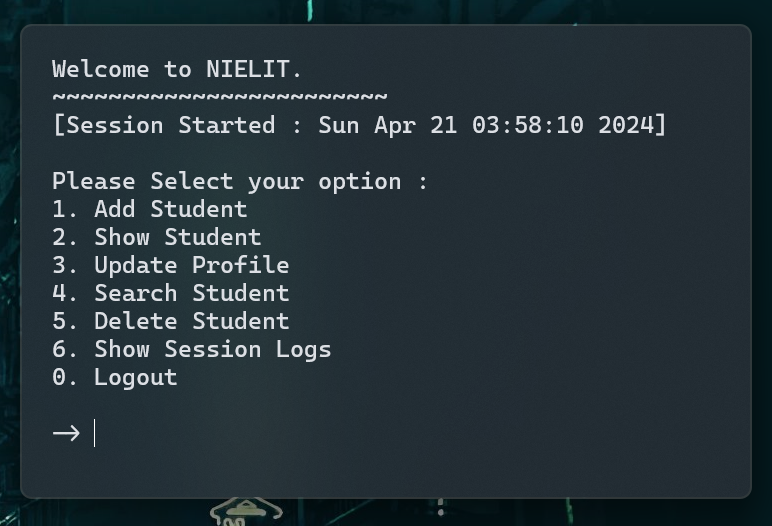 Welcome to NIELIT.
~~~~~~~~~~~~~~~~~~~~~~~~
[Session Started : Sun Apr 21 03:58:10 2024]
Please Select your option :
1. Add Student
2. Show Student
3. Update Profile
4. Search Student
5. Delete Student
6. Show Session Logs
0. Logout
->